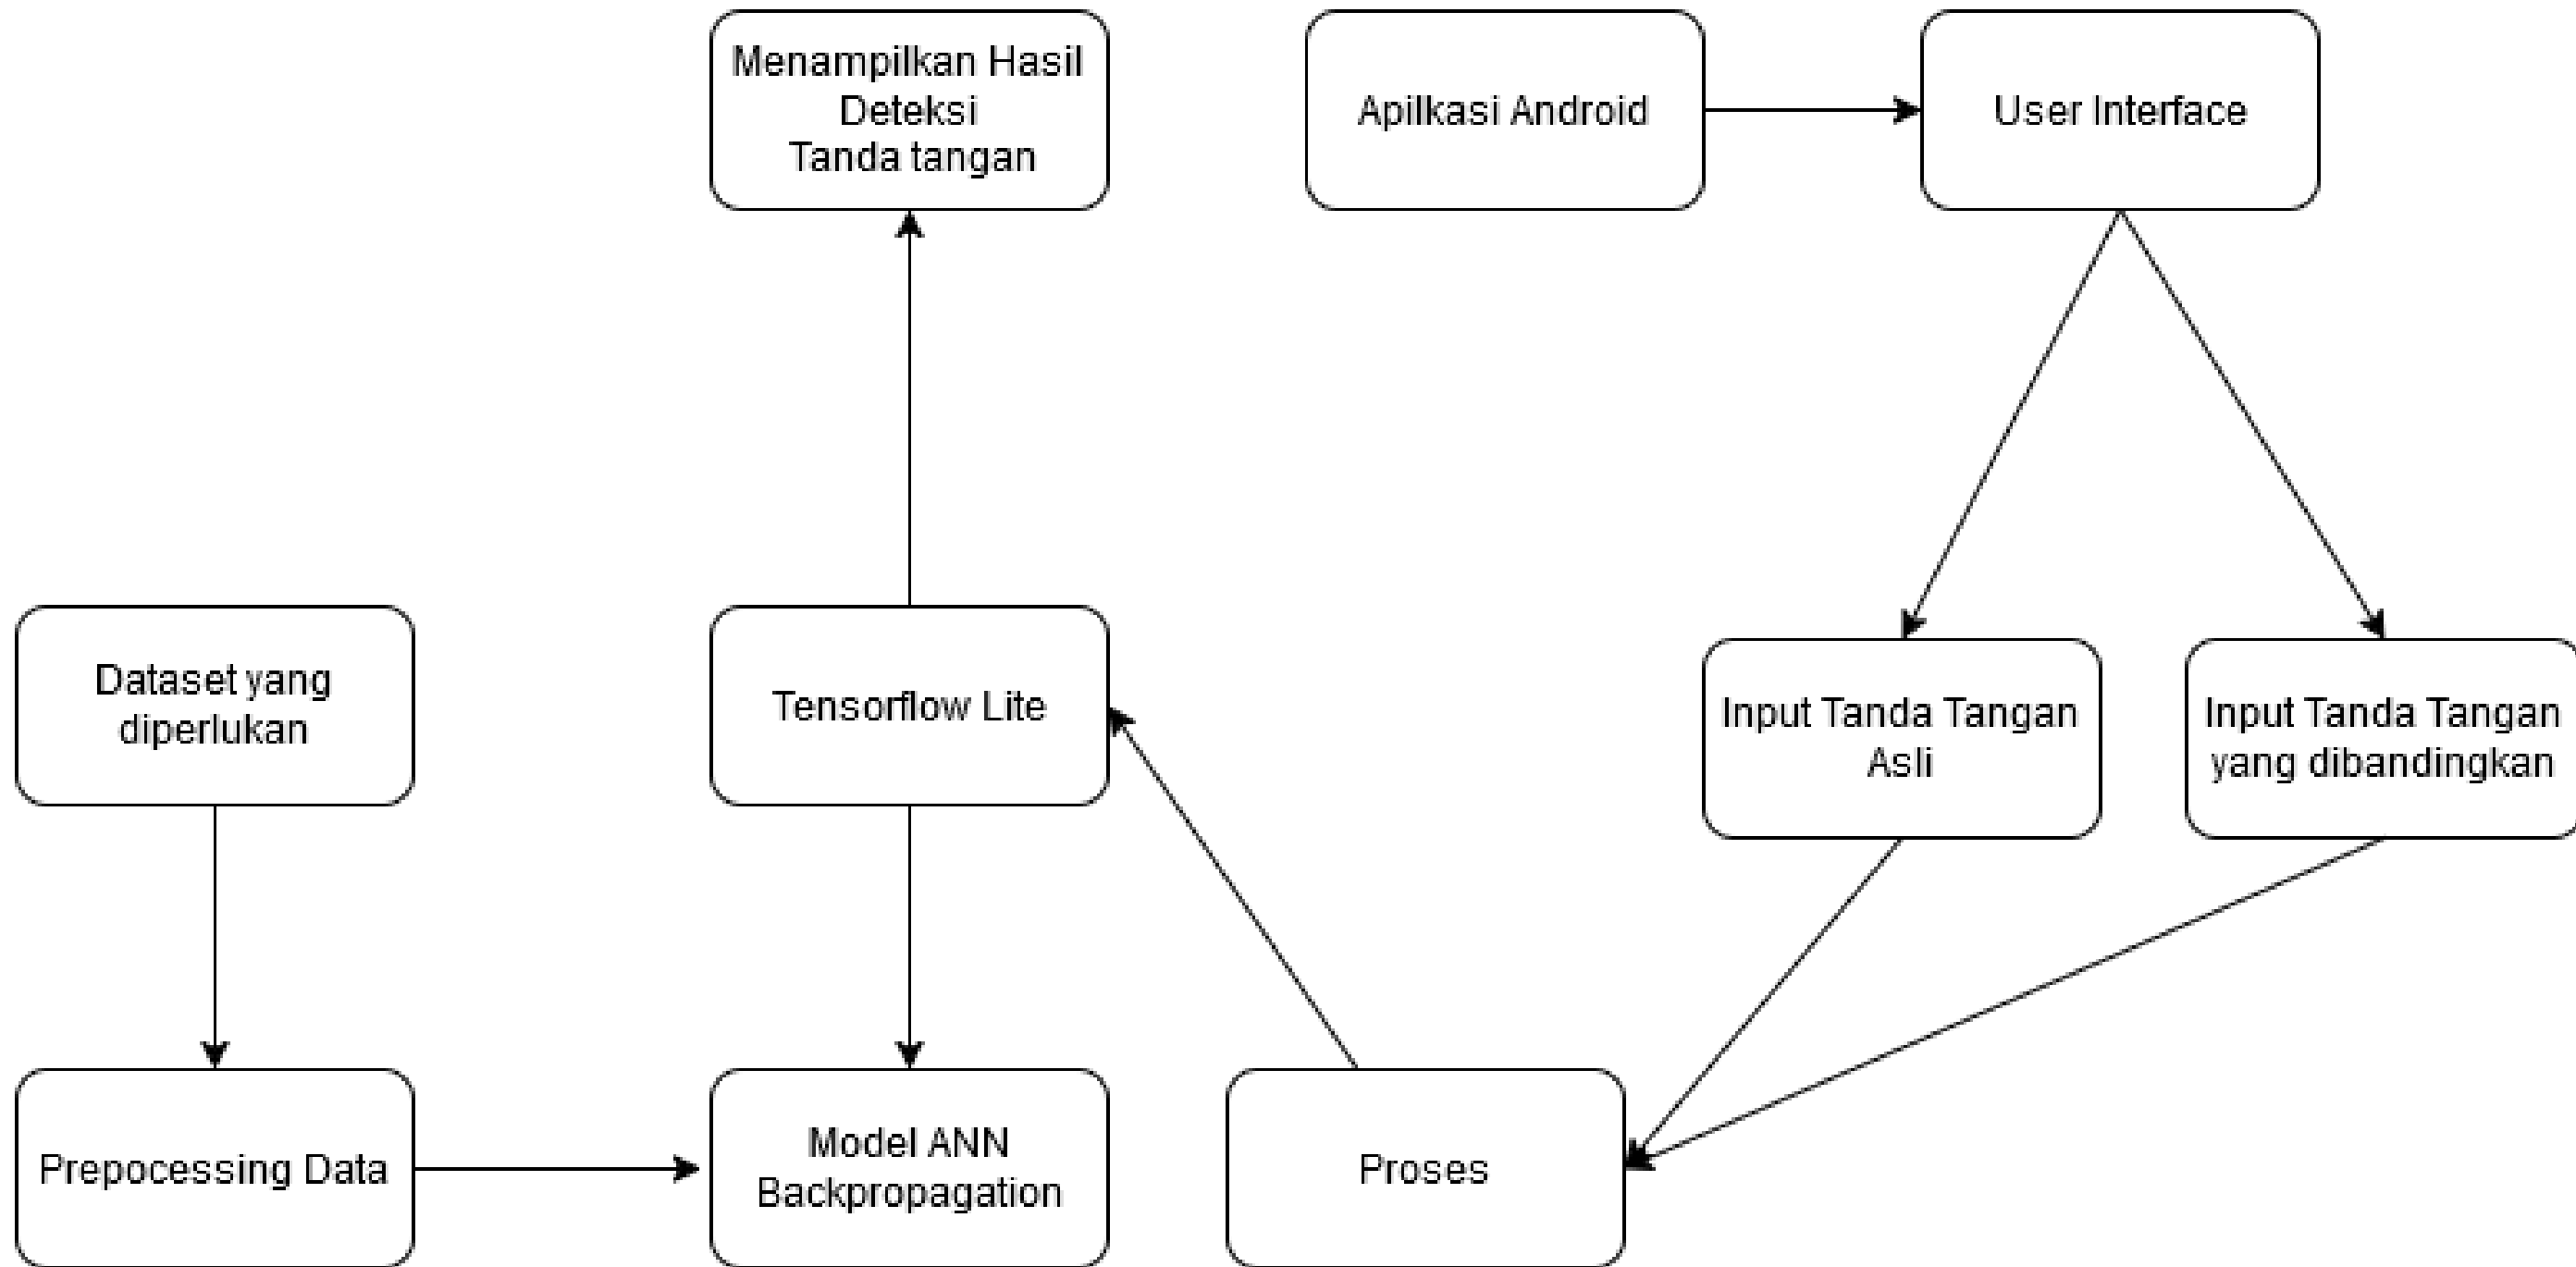 Menampilkan Hasil
Deteksi
Tanda tangan
Apilkasi Android
User Interface
Dataset yang
diperlukan
Tensorflow Lite
Input Tanda Tangan
Asli
Input Tanda Tangan
yang dibandingkan
Prepocessing Data
Model ANN
Backpropagation
Proses